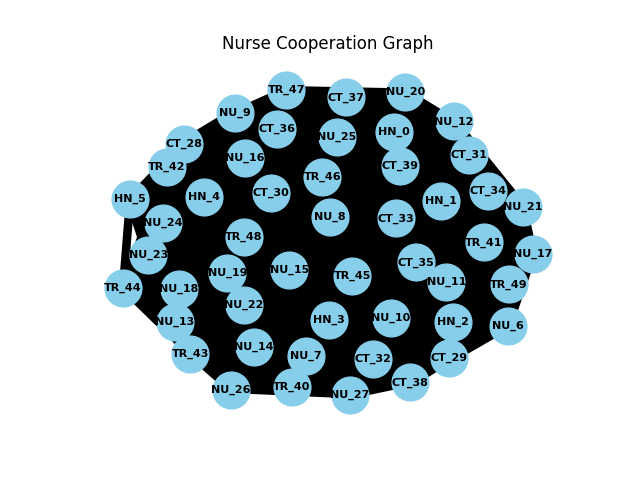 Nurse Cooperation Graph
TR_47
CT_37
NU_20
NU_9
NU_12
CT_36
HN_0
NU_25
CT_28
CT_31
NU_16
TR_42
CT_39
TR_46
CT_34
CT_30
HN_4
HN_5
HN_1
NU_21
NU_8
CT_33
NU_24
TR_48
TR_41
NU_23
NU_17
CT_35
NU_15
NU_19
TR_45
NU_11
TR_49
TR_44
NU_18
NU_22
NU_10
HN_3
NU_13
HN_2
NU_6
NU_14
TR_43
NU_7
CT_32
CT_29
CT_38
TR_40
NU_26
NU_27